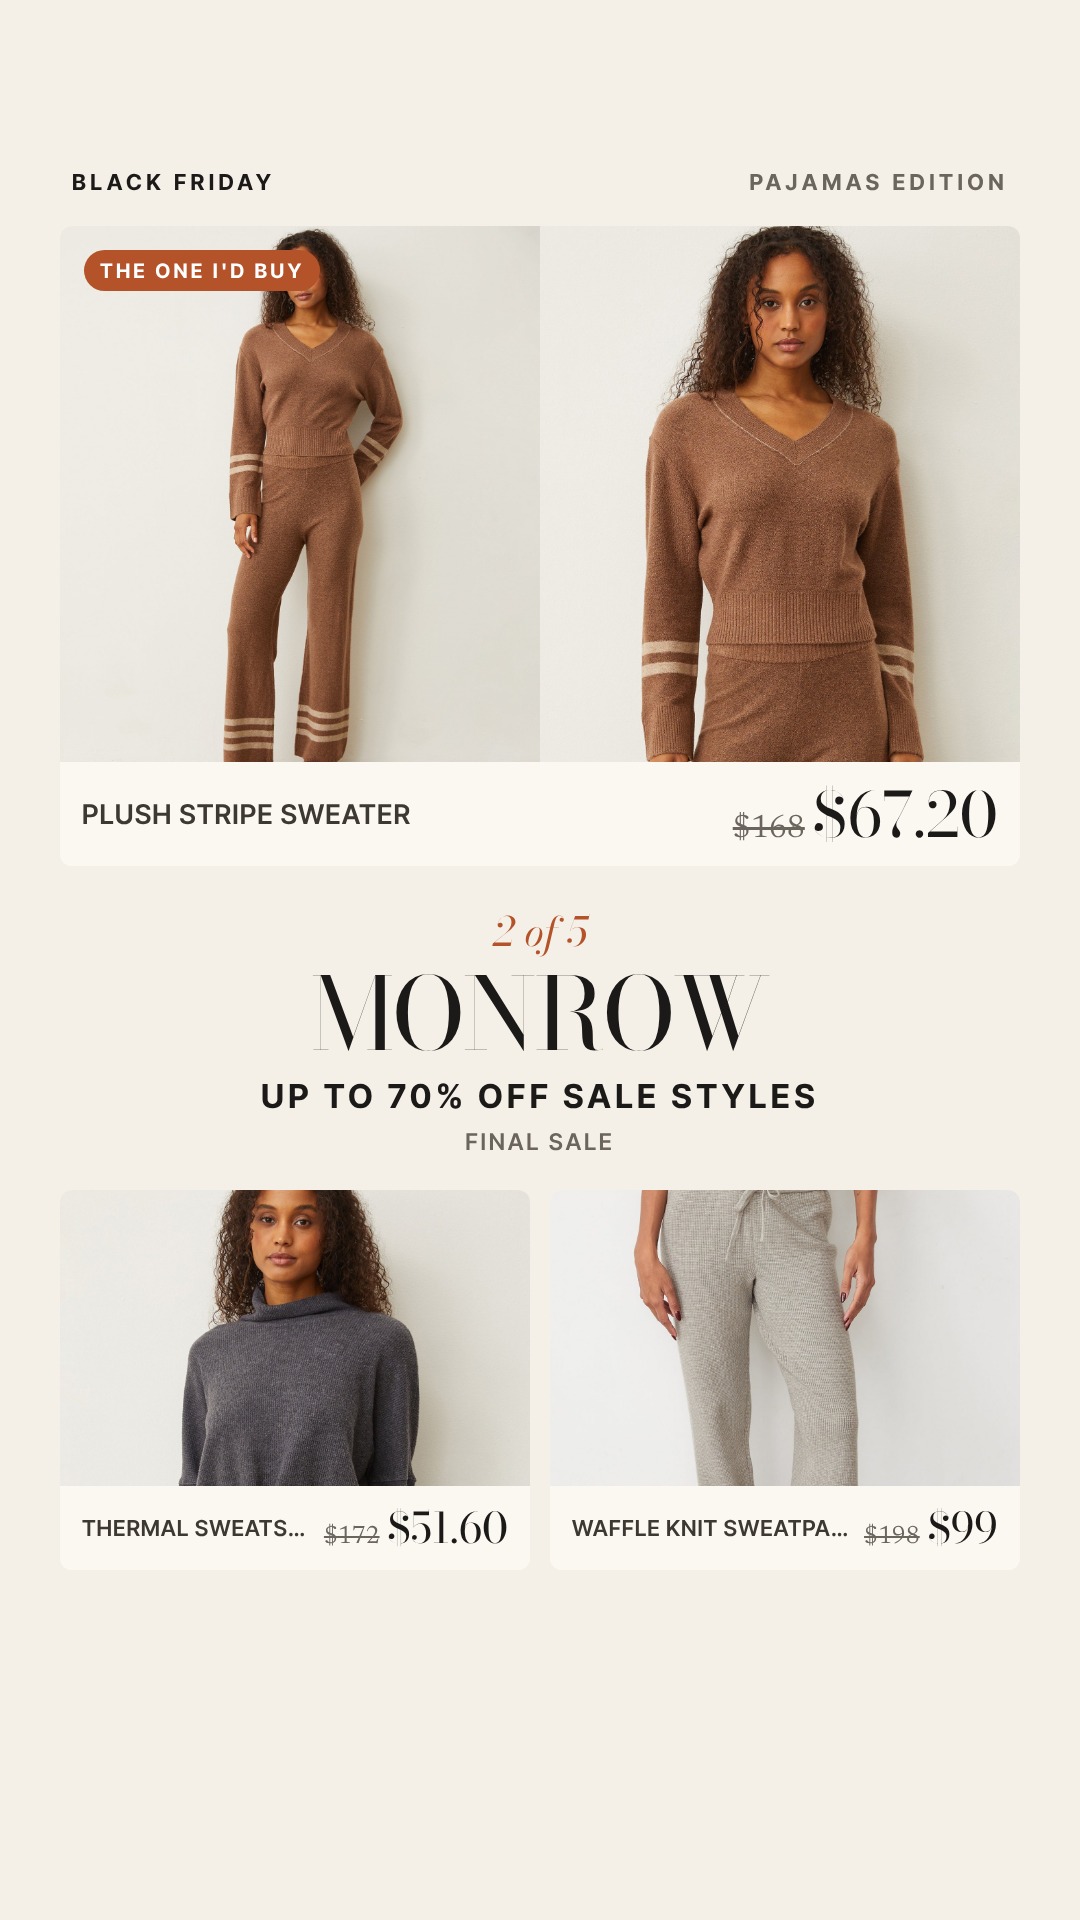 BLACK FRIDAY
PAJAMAS EDITION
THE ONE I'D BUY
PLUSH STRIPE SWEATER
$168 $67.20
2 of 5
MONROW
UP TO 70% OFF SALE STYLES
FINAL SALE
THERMAL SWEATS... $172 $51.60
WAFFLE KNIT SWEATPA... $198 $99